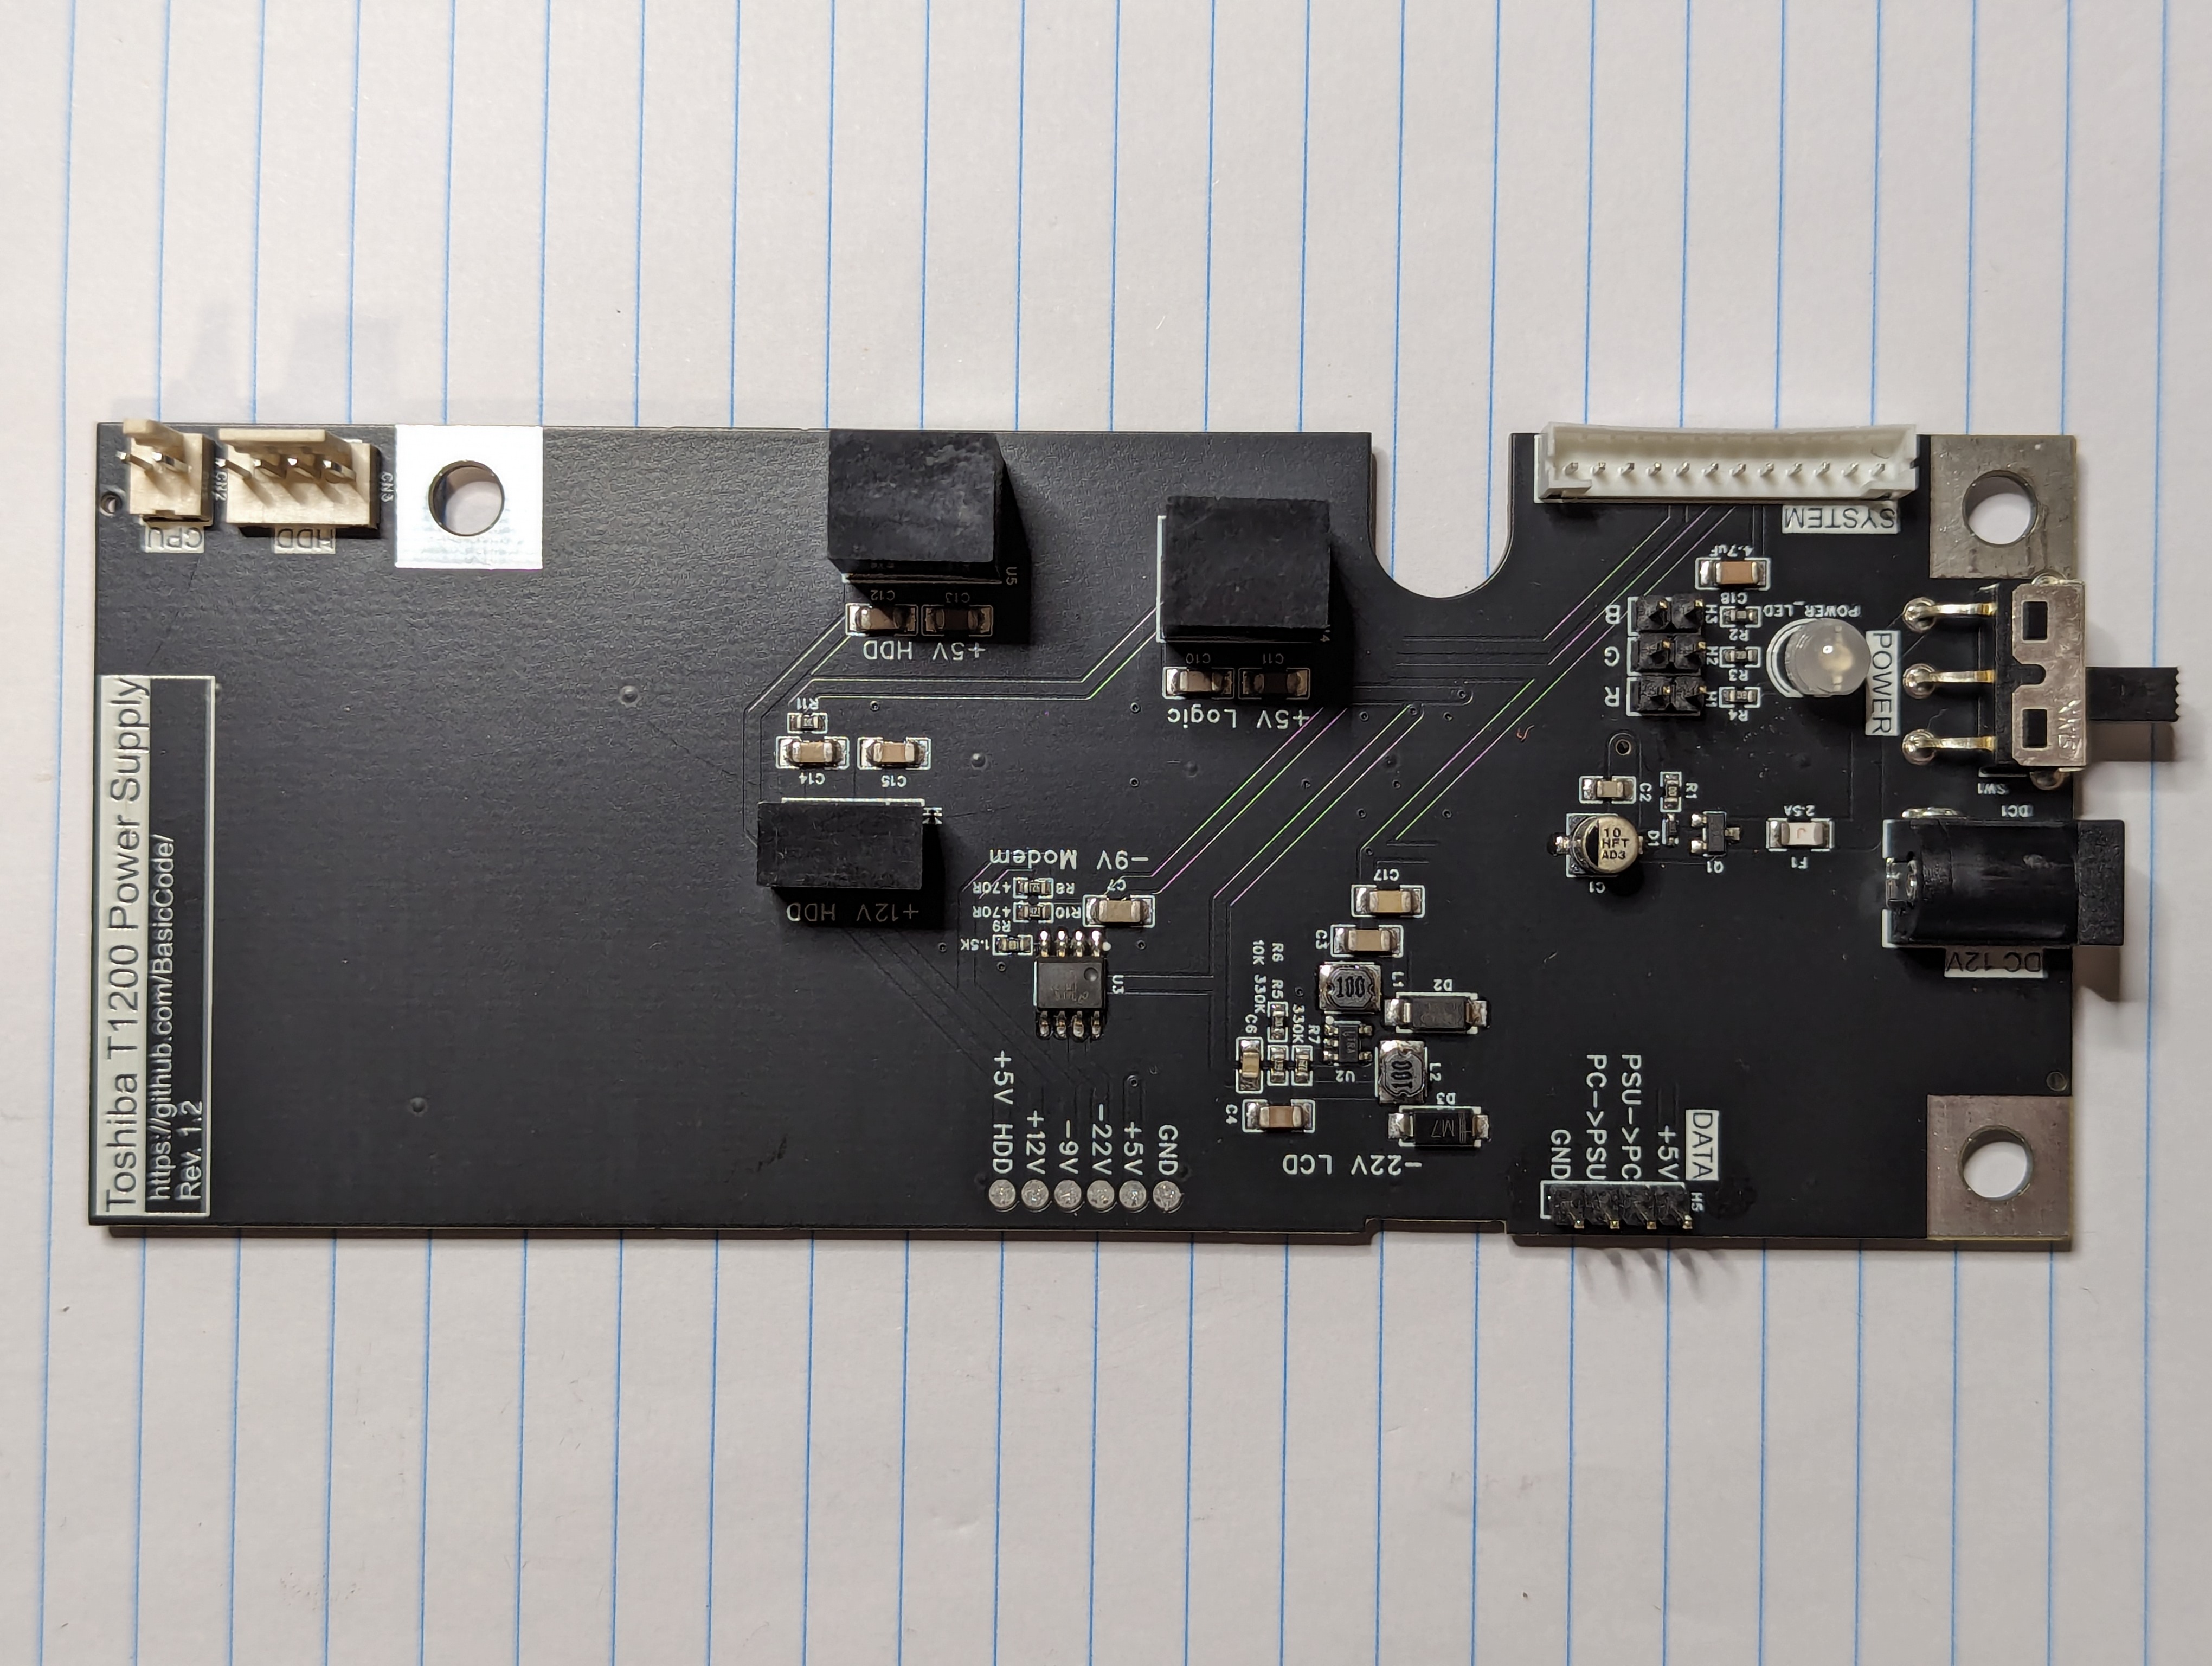 Toshiba T1200 Power Supply
https://github.com/BasicCode/
Rev. 1.2
CPU
CN2
HDD
CN3
U5
C12
C13
+5V HDD
C10
C11
+5V Logic
R11
C14
C15
+12V HDD
-9V Modem
470R
R8
C7
470R
R10
R9
1.5K
U3
+5V HDD
+12V
-9V
-22V
+5V
GND
SYSTEM
4.7uF
C18
B
H3
R2
G
H2
R3
R
H1
R4
POWER_LED
POWER
SW1
C2
R1
10
HFT
AD3
C1
D1
Q1
2.5A
F1
DC1
DC 12V
C17
C3
R6
10K
R5
330K
330K
R7
C6
100
L1
D2
U2
100
L2
C4
D3
M7
-22V LCD
GND
PC->PSU
PSU->PC
+5V
DATA
H5